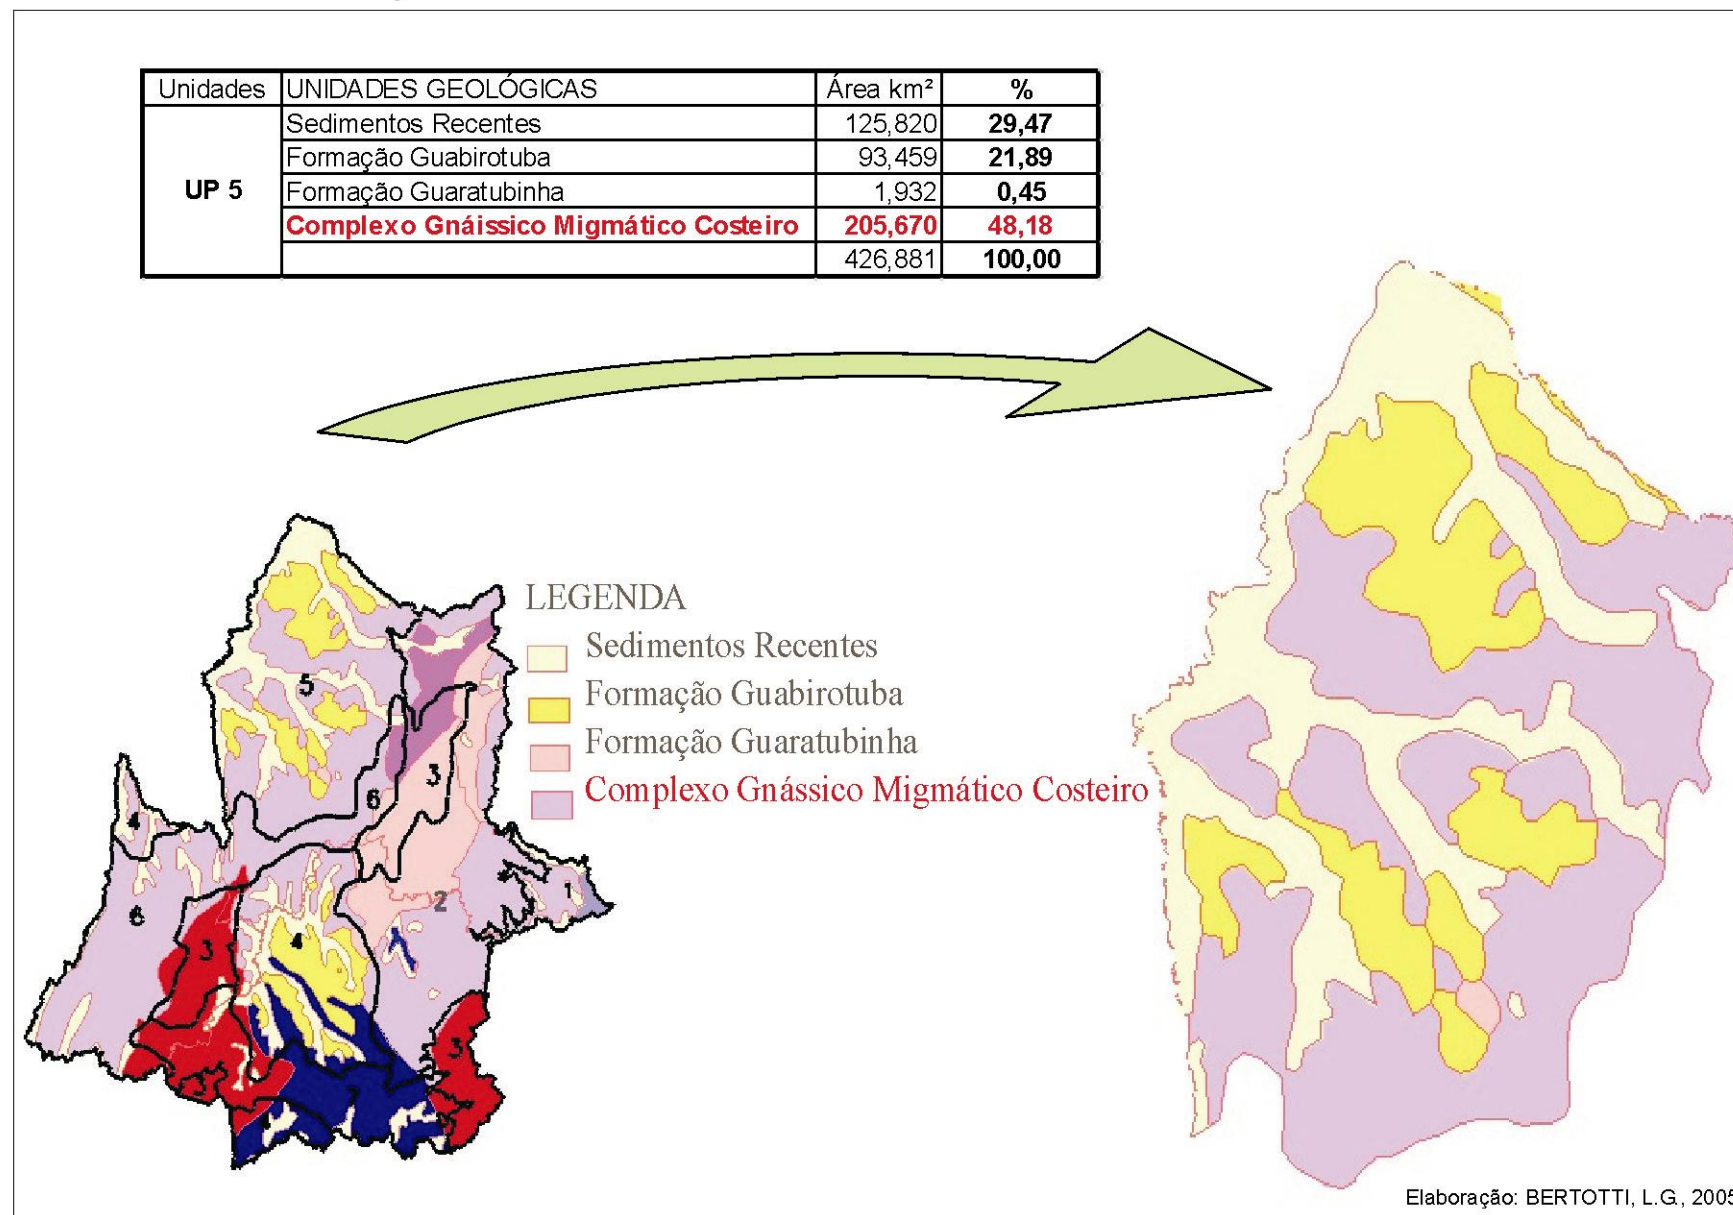 Unidades UNIDADES GEOLÓGICAS Área km² %
UP 5
Sedimentos Recentes 125,820 29,47
Formação Guabirotuba 93,459 21,89
Formação Guaratubinha 1,932 0,45
Complexo Gnáissico Migmático Costeiro 205,670 48,18
426,881 100,00
LEGENDA
Sedimentos Recentes
Formação Guabirotuba
Formação Guaratubinha
Complexo Gnássico Migmático Costeiro
5
3
6
4
6
2
1
3
4
3
3
7
Elaboração: BERTOTTI, L.G., 2005